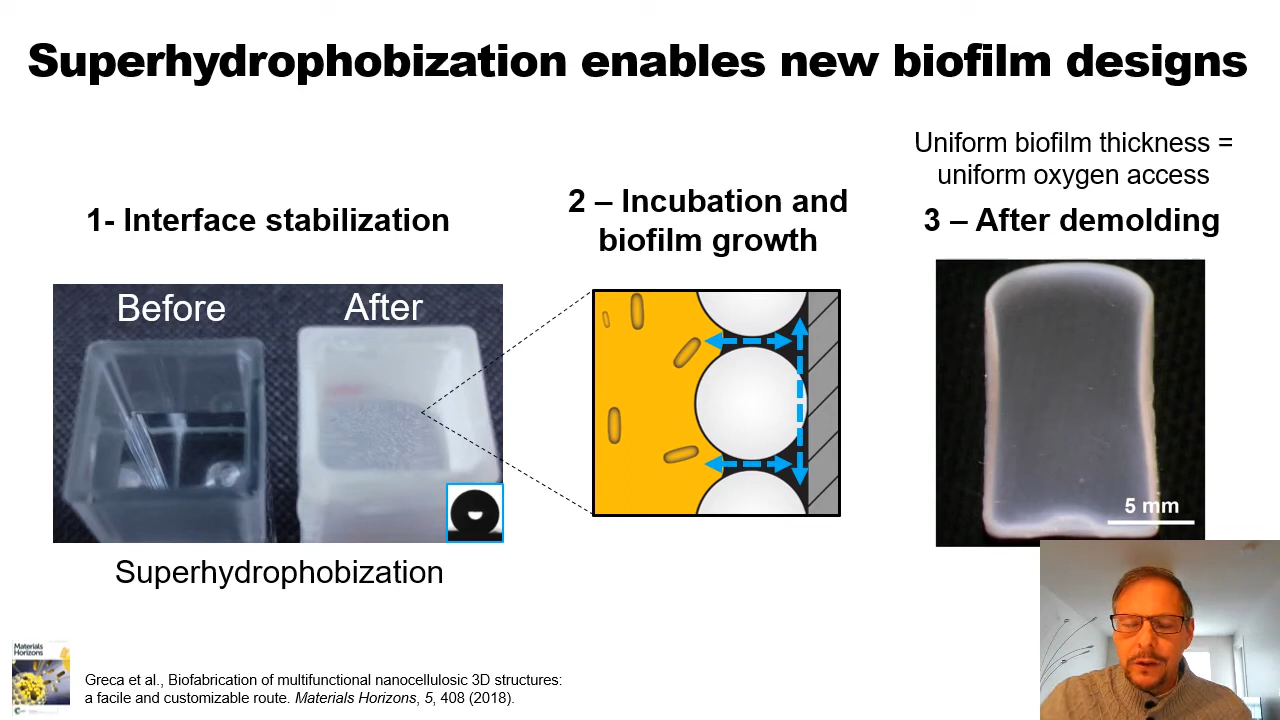 Superhydrophobization enables new biofilm designs
Uniform biofilm thickness =
uniform oxygen access
1- Interface stabilization
2 – Incubation and
biofilm growth
3 – After demolding
Before
After
5 mm
Superhydrophobization
Materials
Horizons
Greca et al., Biofabrication of multifunctional nanocellulosic 3D structures:
a facile and customizable route. Materials Horizons, 5, 408 (2018).